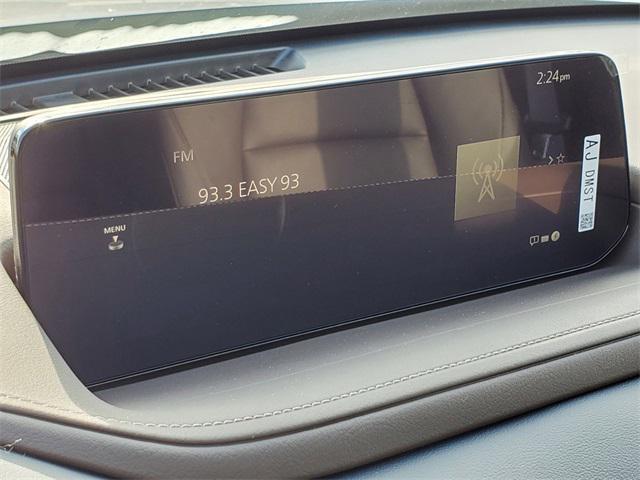 2:24pm
FM
93.3 EASY 93
MENU
AJ DMST